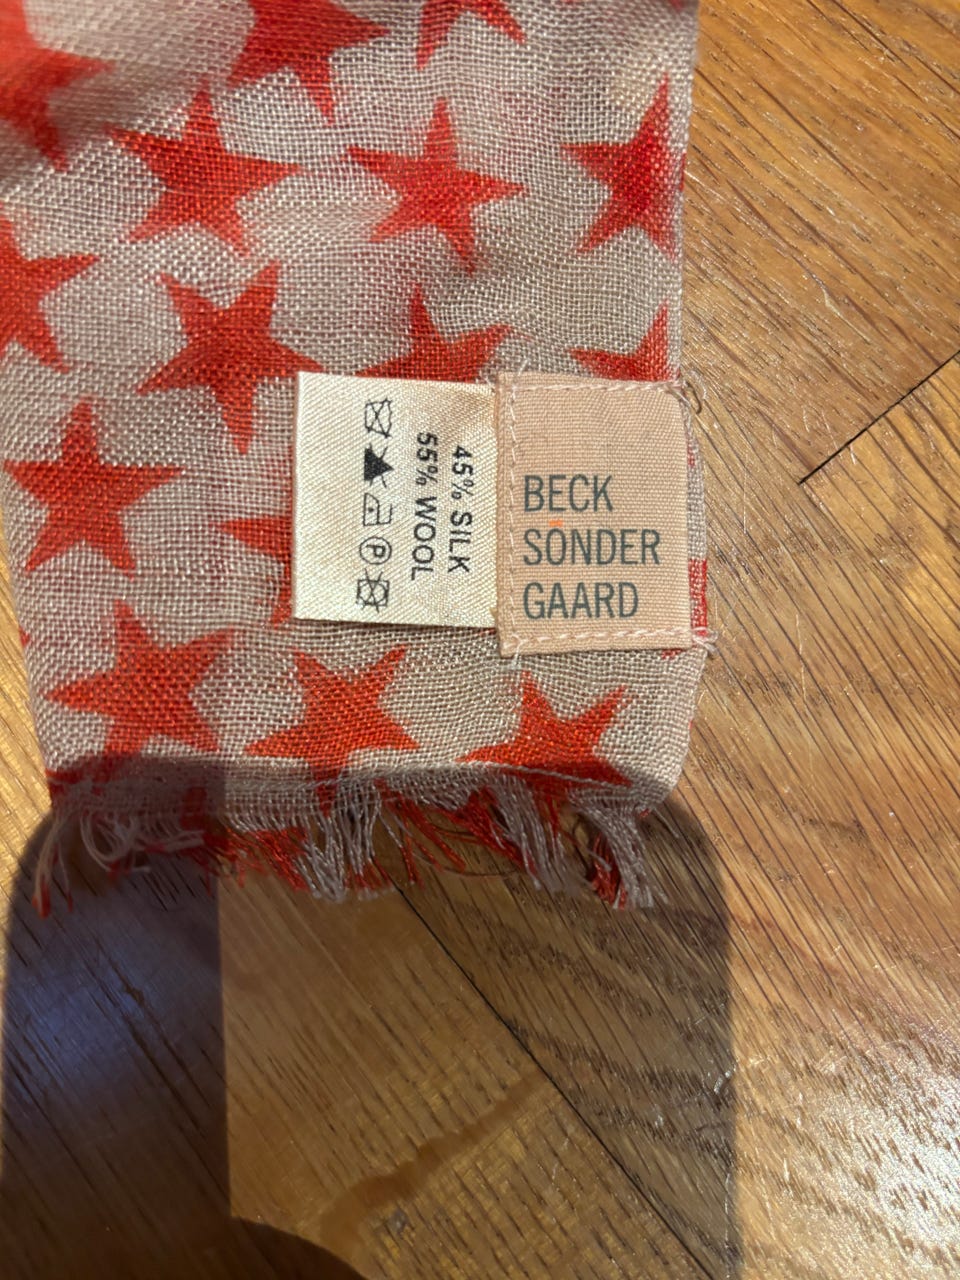 45% SILK
55% WOOL
P
BECK
SÖNDER
GAARD